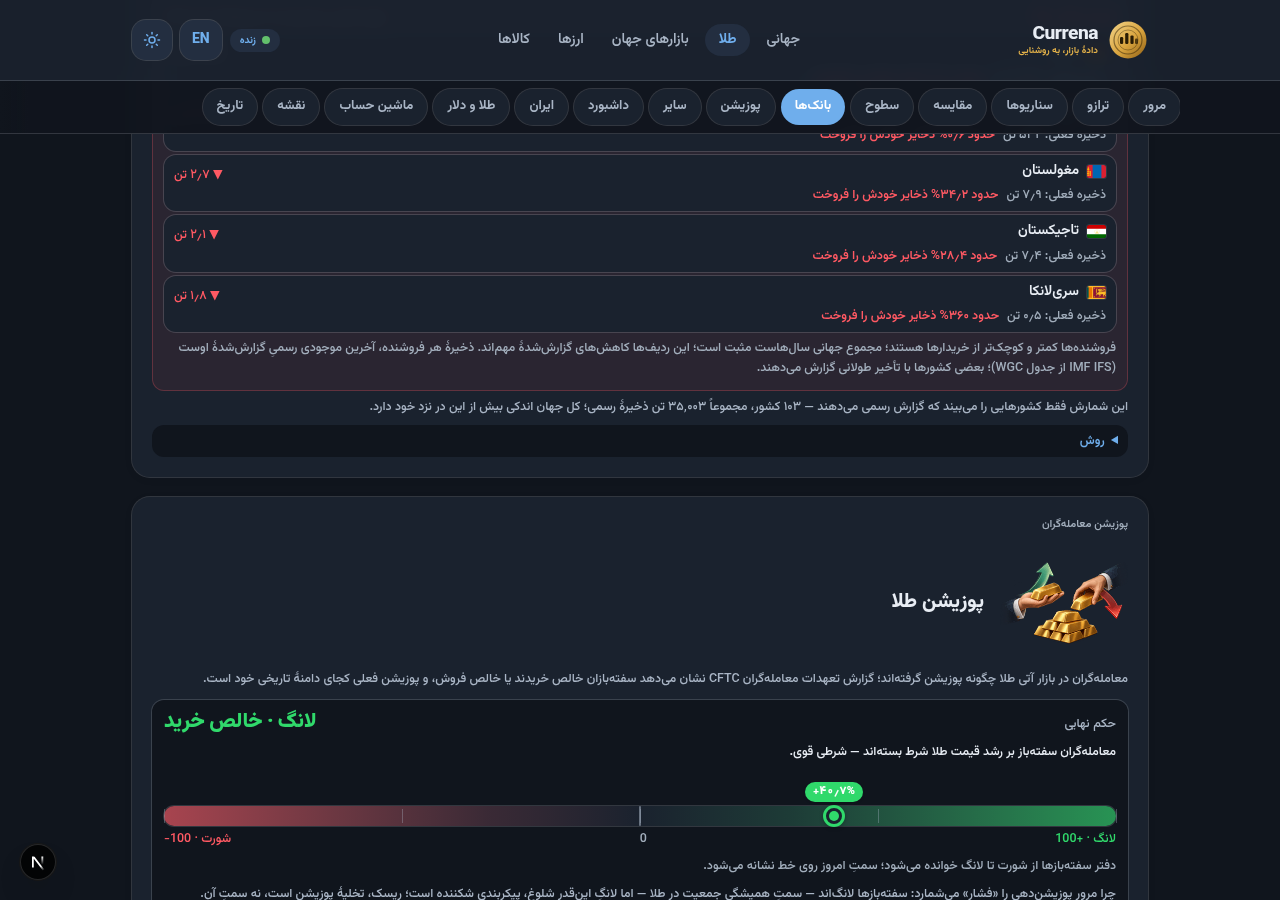 Currena
دادهٔ بازار، به روشنایی
جهانی
طلا
بازارهای جهان
ارزها
کالاها
زنده
EN
مرور
ترازو
سناریوها
مقایسه
سطوح
بانک‌ها
پوزیشن
سایر
داشبورد
ایران
طلا و دلار
ماشین حساب
نقشه
تاریخ
حدود ۰٫۶% ذخایر خودش را فروخت
مغولستان
▼ ۲٫۷ تن
ذخیره فعلی: ۷٫۹ تن حدود ۳۴٫۲% ذخایر خودش را فروخت
تاجیکستان
▼ ۲٫۱ تن
ذخیره فعلی: ۷٫۴ تن حدود ۲۸٫۴% ذخایر خودش را فروخت
سری‌لانکا
▼ ۱٫۸ تن
ذخیره فعلی: ۰٫۵ تن حدود ۳۶۰% ذخایر خودش را فروخت
فروشنده‌ها کمتر و کوچک‌تر از خریدارها هستند؛ مجموع جهانی سال‌هاست مثبت است؛ این ردیف‌ها کاهش‌های گزارش‌شدهٔ مهم‌اند. ذخیرهٔ هر فروشنده، آخرین موجودی رسمیِ گزارش‌شدهٔ اوست
(IMF IFS از جدول WGC)؛ بعضی کشورها با تأخیر طولانی گزارش می‌دهند.
این شمارش فقط کشورهایی را می‌بیند که گزارش رسمی می‌دهند — ۱۰۳ کشور، مجموعاً ۳۵,۰۰۳ تن ذخیرهٔ رسمی؛ کل جهان اندکی بیش از این در نزد خود دارد.
روش
پوزیشن معامله‌گران
پوزیشن طلا
معامله‌گران در بازار آتی طلا چگونه پوزیشن گرفته‌اند؛ گزارش تعهدات معامله‌گران CFTC نشان می‌دهد سفته‌بازان خالص خریدند یا خالص فروش، و پوزیشن فعلی کجای دامنهٔ تاریخی خود است.
حکم نهایی
لانگ · خالص خرید
معامله‌گران سفته‌باز بر رشد قیمت طلا شرط بسته‌اند — شرطی قوی.
+۴۰٫۷%
لانگ · +100
0
شورت · 100-
دفتر سفته‌بازها از شورت تا لانگ خوانده می‌شود؛ سمتِ امروز روی خط نشانه می‌شود.
چرا مرور پوزیشن‌دهی را «فشار» می‌شمارد: سفته‌بازها لانگ‌اند — سمتِ همیشگی جمعیت در طلا — اما لانگِ این‌قدر شلوغ، پیکربندی شکننده است؛ ریسک، تخلیهٔ پوزیشن است، نه سمتِ آن.